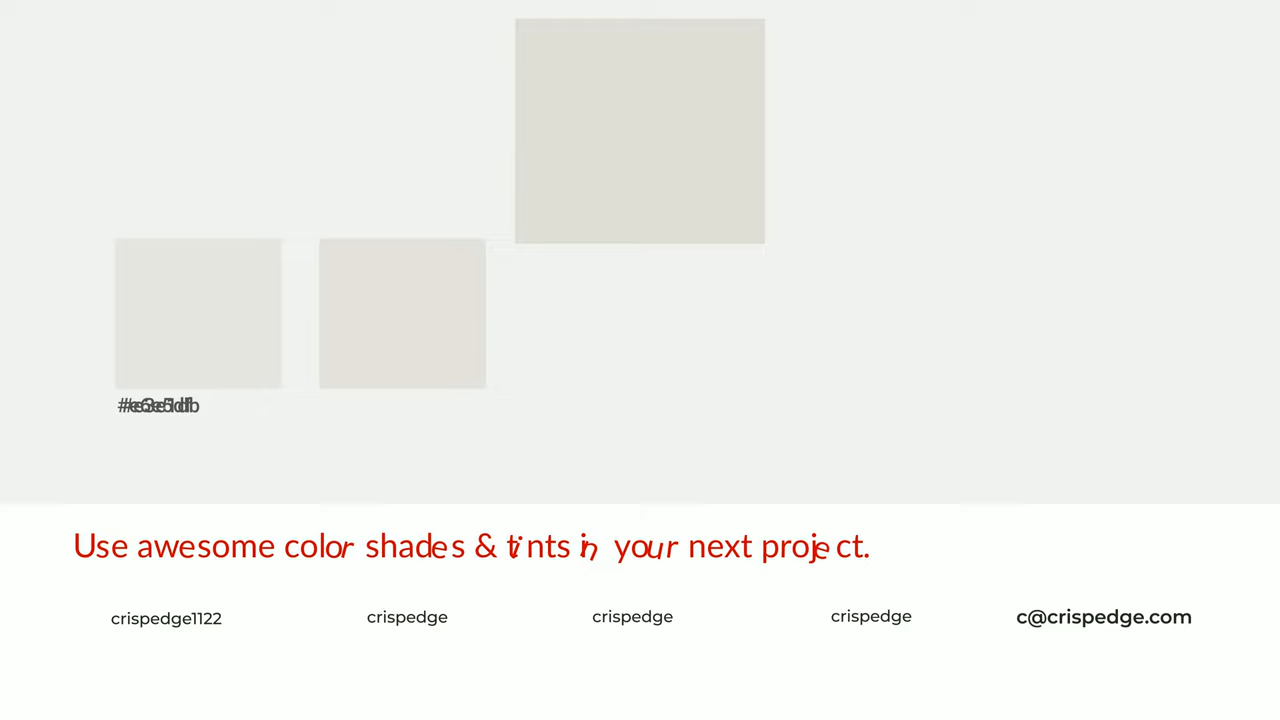 Use awesome color shades & tints in your next project.
crispedge1122 crispedge crispedge crispedge c@crispedge.com